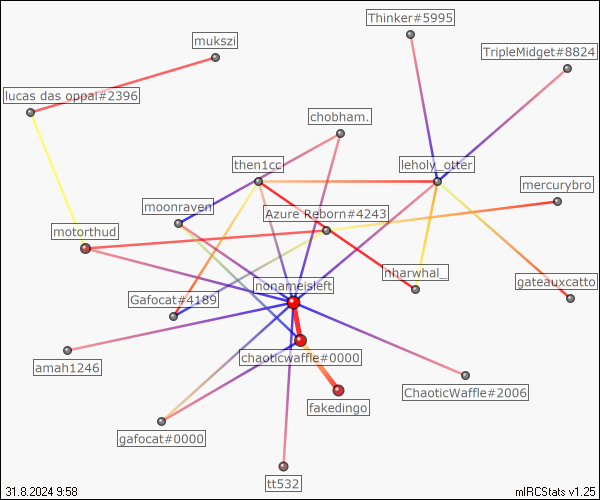 Thinker#5995
mukszi
TripleMidget#8824
lucas das oppai#2396
chobham.
then1cc
leholy_otter
mercurybro
moonraven
Azure Reborn#4243
motorthud
nharwhal_
nonameisleft
gateauxcatto
Gafocat#4189
chaoticwaffle#0000
amah1246
ChaoticWaffle#2006
fakedingo
gafocat#0000
tt532
31.8.2024 9:58
mIRCStats v1.25